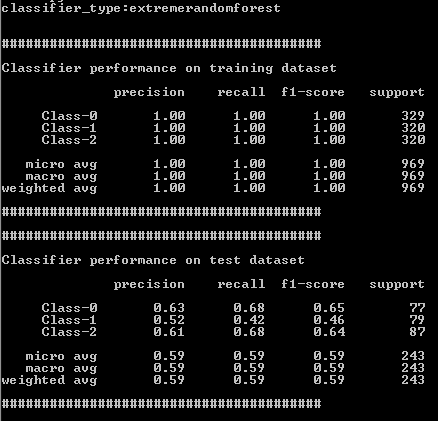 classifier_type:extremerandomforest
########################################
Classifier performance on training dataset
precision recall f1-score support
Class-0 1.00 1.00 1.00 329
Class-1 1.00 1.00 1.00 320
Class-2 1.00 1.00 1.00 320
micro avg 1.00 1.00 1.00 969
macro avg 1.00 1.00 1.00 969
weighted avg 1.00 1.00 1.00 969
########################################
########################################
Classifier performance on test dataset
precision recall f1-score support
Class-0 0.63 0.68 0.65 77
Class-1 0.52 0.42 0.46 79
Class-2 0.61 0.68 0.64 87
micro avg 0.59 0.59 0.59 243
macro avg 0.59 0.59 0.59 243
weighted avg 0.59 0.59 0.59 243
########################################